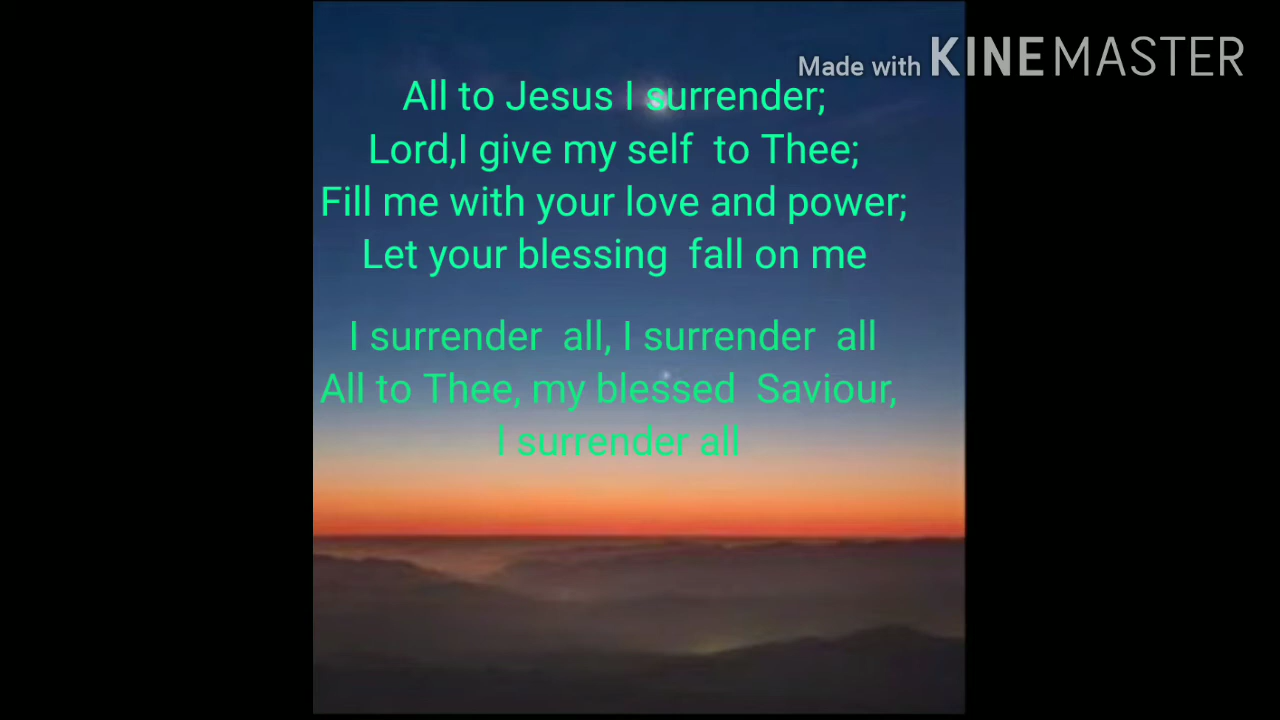 Made with KINEMASTER
All to Jesus I surrender;
Lord,I give my self  to Thee;
Fill me with your love and power;
Let your blessing  fall on me
I surrender  all, I surrender  all
All to Thee, my blessed  Saviour,
I surrender all